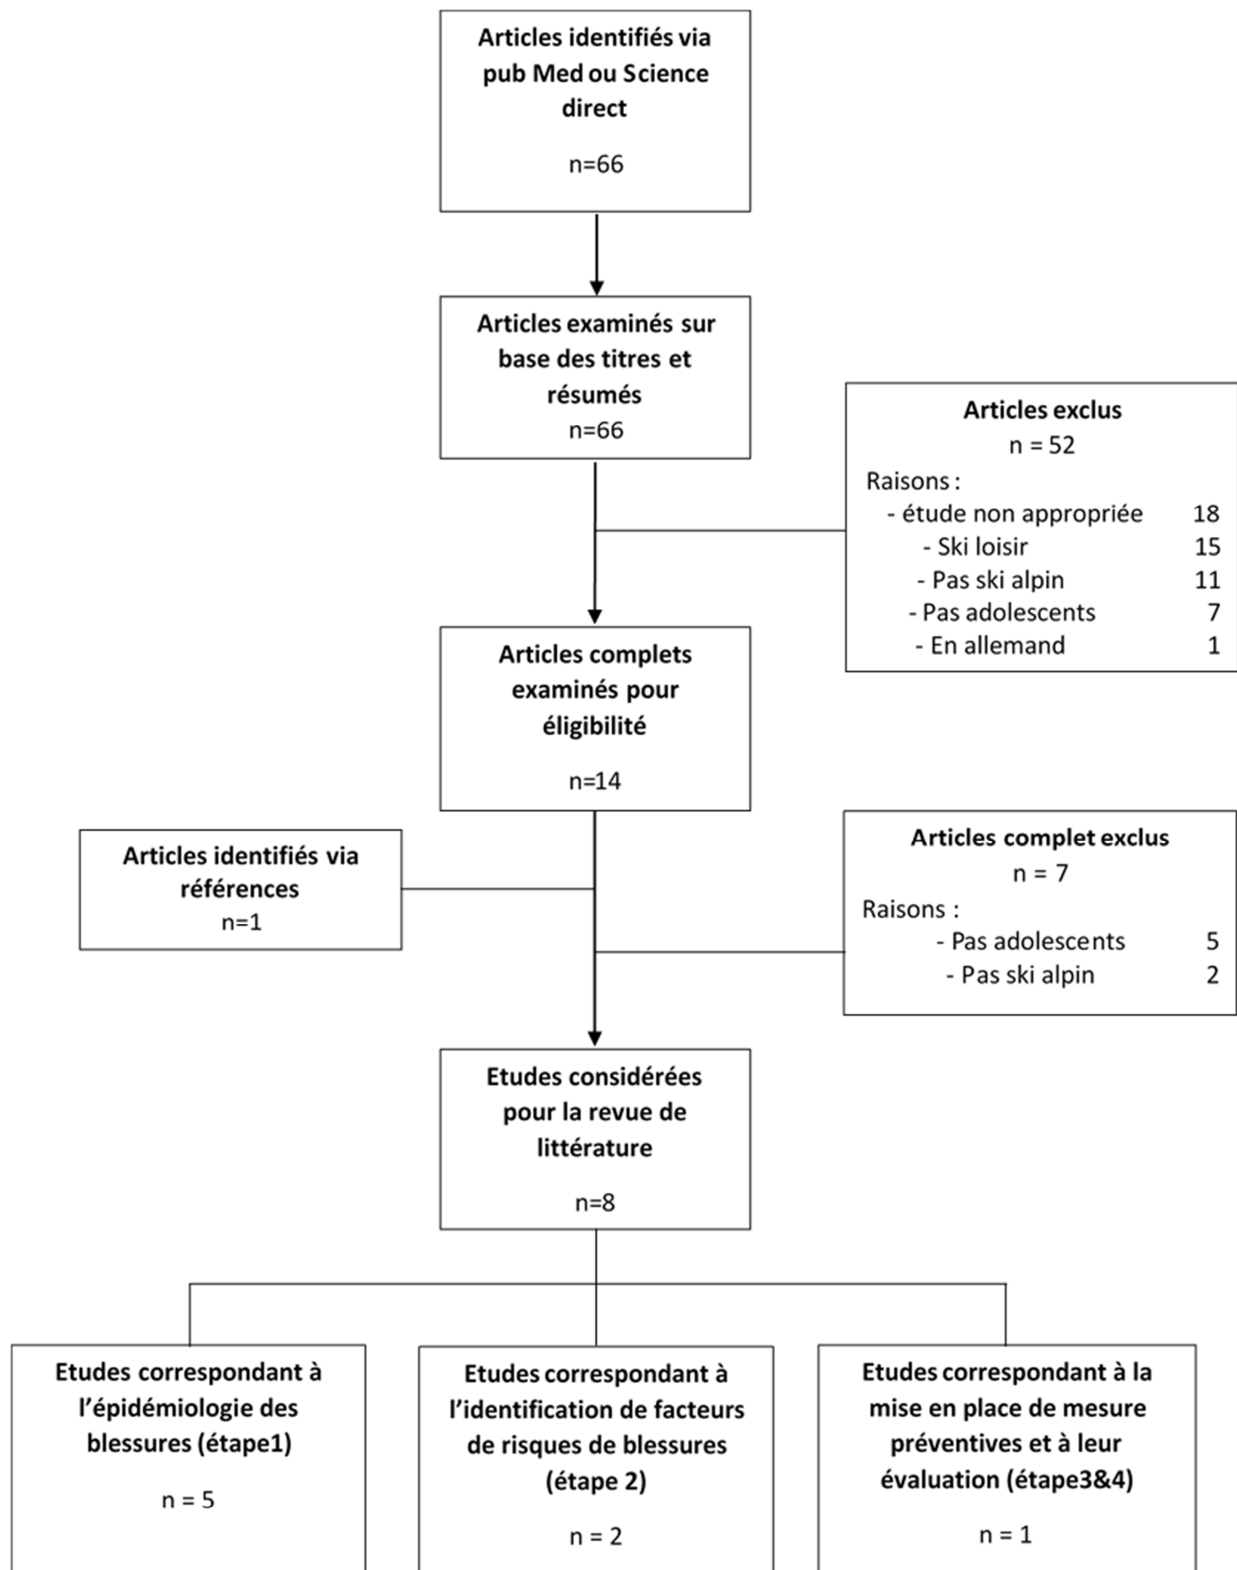 Articles identifiés via
pub Med ou Science
direct
n=66
Articles examinés sur
base des titres et
résumés
n=66
Articles exclus
n = 52
Raisons :
- étude non appropriée 18
- Ski loisir 15
- Pas ski alpin 11
- Pas adolescents 7
- En allemand 1
Articles complets
examinés pour
éligibilité
n=14
Articles identifiés via
références
n=1
Articles complet exclus
n = 7
Raisons :
- Pas adolescents 5
- Pas ski alpin 2
Etudes considérées
pour la revue de
littérature
n=8
Etudes correspondant à
l’épidémiologie des
blessures (étape1)
n = 5
Etudes correspondant à
l’identification de facteurs
de risques de blessures
(étape 2)
n = 2
Etudes correspondant à la
mise en place de mesure
préventives et à leur
évaluation (étape3&4)
n = 1